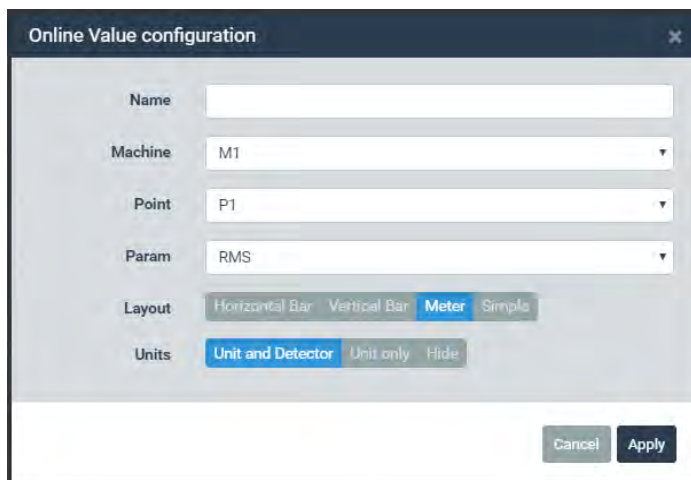 Online Value configuration ×
Name
Machine M1
Point P1
Param RMS
Layout Horizontal Bar Vertical Bar Meter Simple
Units Unit and Detector Unit only Hide
Cancel Apply